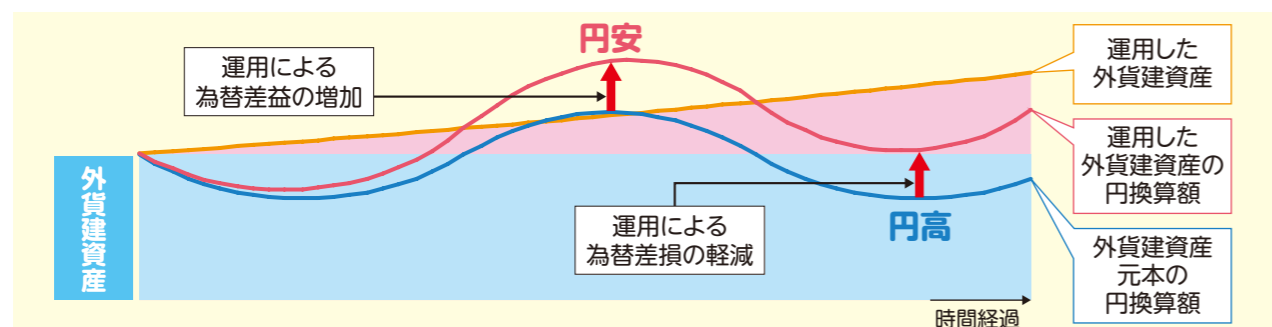 円安
運用による
為替差益の増加
運用した
外貨建資産
運用した
外貨建資産の
円換算額
外貨建資産
運用による
為替差損の軽減
円高
外貨建資産
元本の
円換算額
時間経過